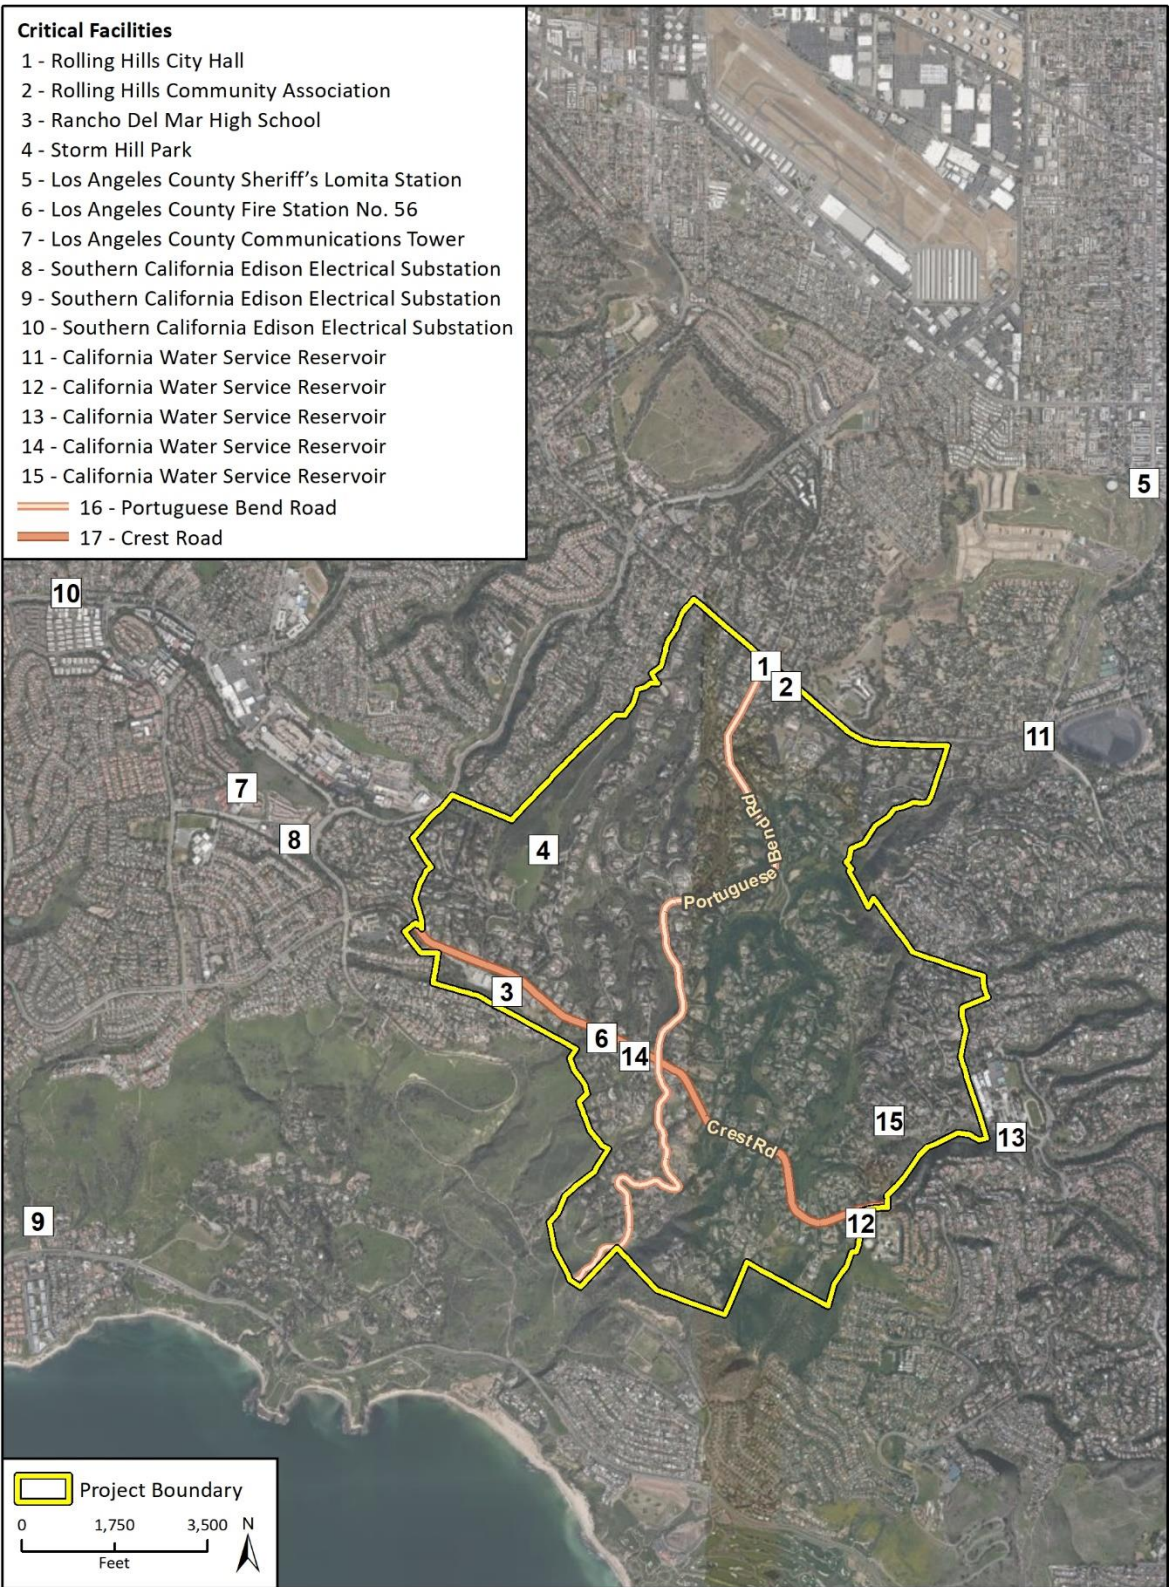 Critical Facilities
1 - Rolling Hills City Hall
2 - Rolling Hills Community Association
3 - Rancho Del Mar High School
4 - Storm Hill Park
5 - Los Angeles County Sheriff's Lomita Station
6 - Los Angeles County Fire Station No. 56
7 - Los Angeles County Communications Tower
8 - Southern California Edison Electrical Substation
9 - Southern California Edison Electrical Substation
10 - Southern California Edison Electrical Substation
11 - California Water Service Reservoir
12 - California Water Service Reservoir
13 - California Water Service Reservoir
14 - California Water Service Reservoir
15 - California Water Service Reservoir
16 - Portuguese Bend Road
17 - Crest Road
5
10
1
2
11
7
8
4
Portuguese Bend Rd
3
6
14
Crest Rd
15
13
9
12
Project Boundary
0 1,750 3,500 N
Feet